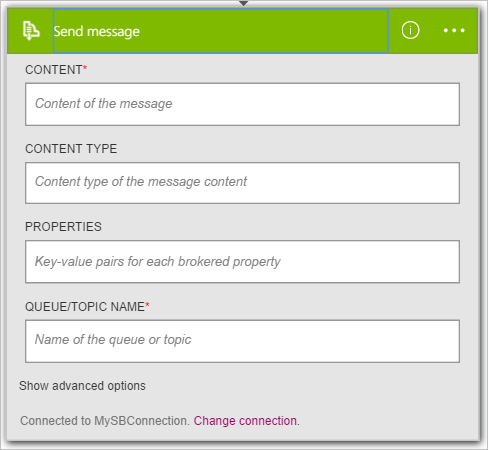 Send message
CONTENT*
Content of the message
CONTENT TYPE
Content type of the message content
PROPERTIES
Key-value pairs for each brokered property
QUEUE/TOPIC NAME*
Name of the queue or topic
Show advanced options
Connected to MySBConnection. Change connection.